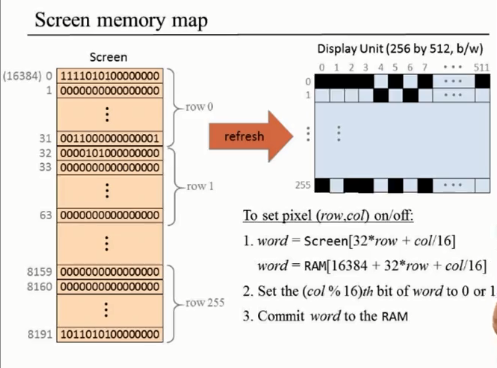 Screen memory map
Screen
(16384) 0 1111010100000000
1 0000000000000000
31 0011000000000001
32 0000101000000000
33 0000000000000000
63 0000000000000000
8159 0000000000000000
8160 0000000000000000
8191 1011010100000000
row 0
row 1
row 255
refresh
Display Unit (256 by 512, b/w)
0 1 2 3 4 5 6 7 ... 511
0
1
255
To set pixel (row,col) on/off:
1. word = Screen[32*row + col/16]
word = RAM[16384 + 32*row + col/16]
2. Set the (col % 16)th bit of word to 0 or 1
3. Commit word to the RAM